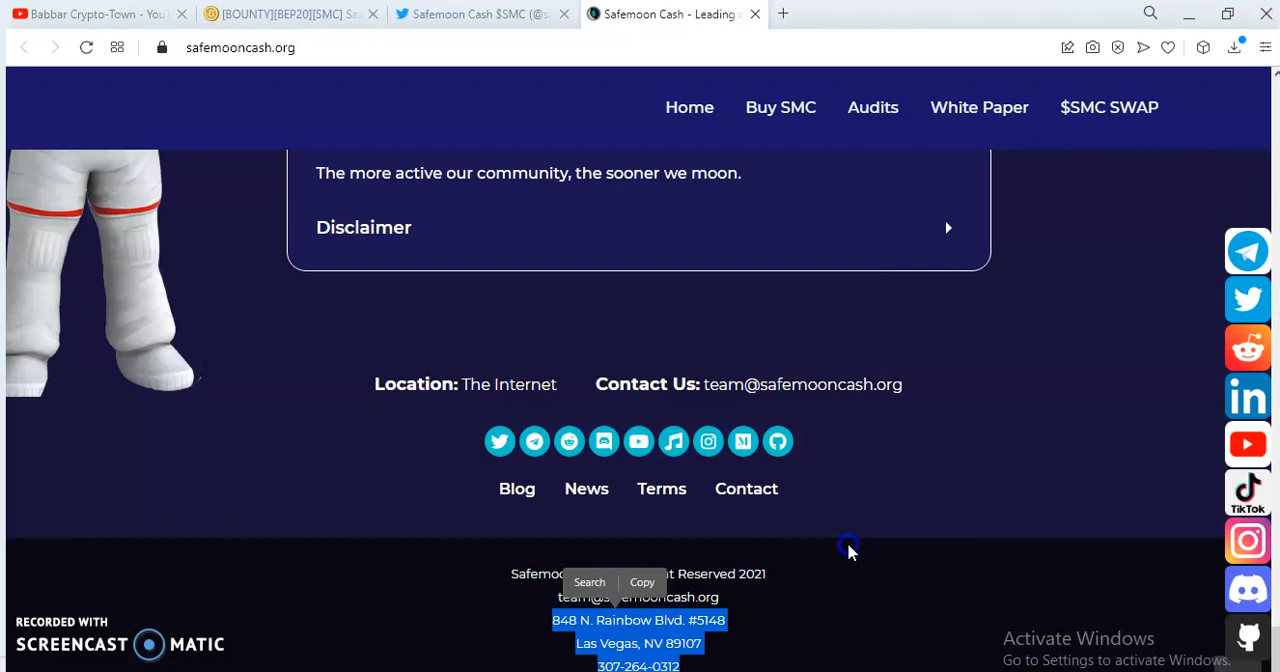 Babbar Crypto-Town - You
[BOUNTY][BEP20][SMC] Sa
Safemoon Cash $SMC (@s
Safemoon Cash - Leading
safemooncash.org
Home
Buy SMC
Audits
White Paper
$SMC SWAP
The more active our community, the sooner we moon.
Disclaimer
Location: The Internet
Contact Us: team@safemooncash.org
Blog
News
Terms
Contact
TikTok
Search
Copy
Reserved 2021
848 N. Rainbow Blvd. #5148
Las Vegas, NV 89107
307-264-0312
RECORDED WITH
SCREENCAST MATIC
Activate Windows
Go to Settings to activate Windows.